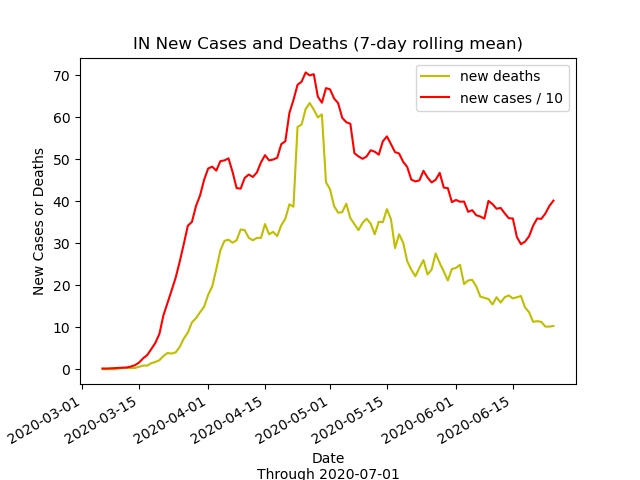 IN New Cases and Deaths (7-day rolling mean)
new deaths
new cases / 10
70
60
50
40
30
20
10
0
New Cases or Deaths
2020-03-01
2020-03-15
2020-04-01
2020-04-15
2020-05-01
2020-05-15
2020-06-01
2020-06-15
Date
Through 2020-07-01